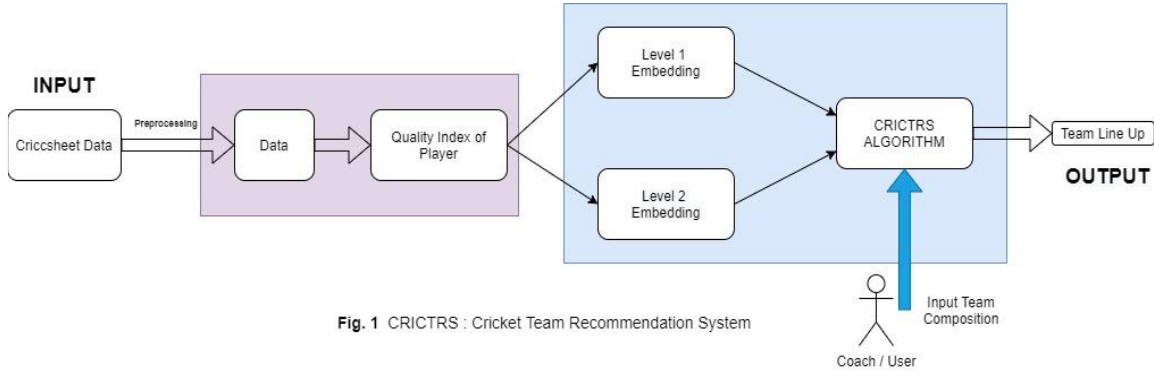 INPUT
Criccsheet Data
Preprocessing
Data
Quality Index of
Player
Level 1
Embedding
Level 2
Embedding
CRICTRS
ALGORITHM
Team Line Up
OUTPUT
Input Team
Composition
Coach / User
Fig. 1 CRICTRS : Cricket Team Recommendation System